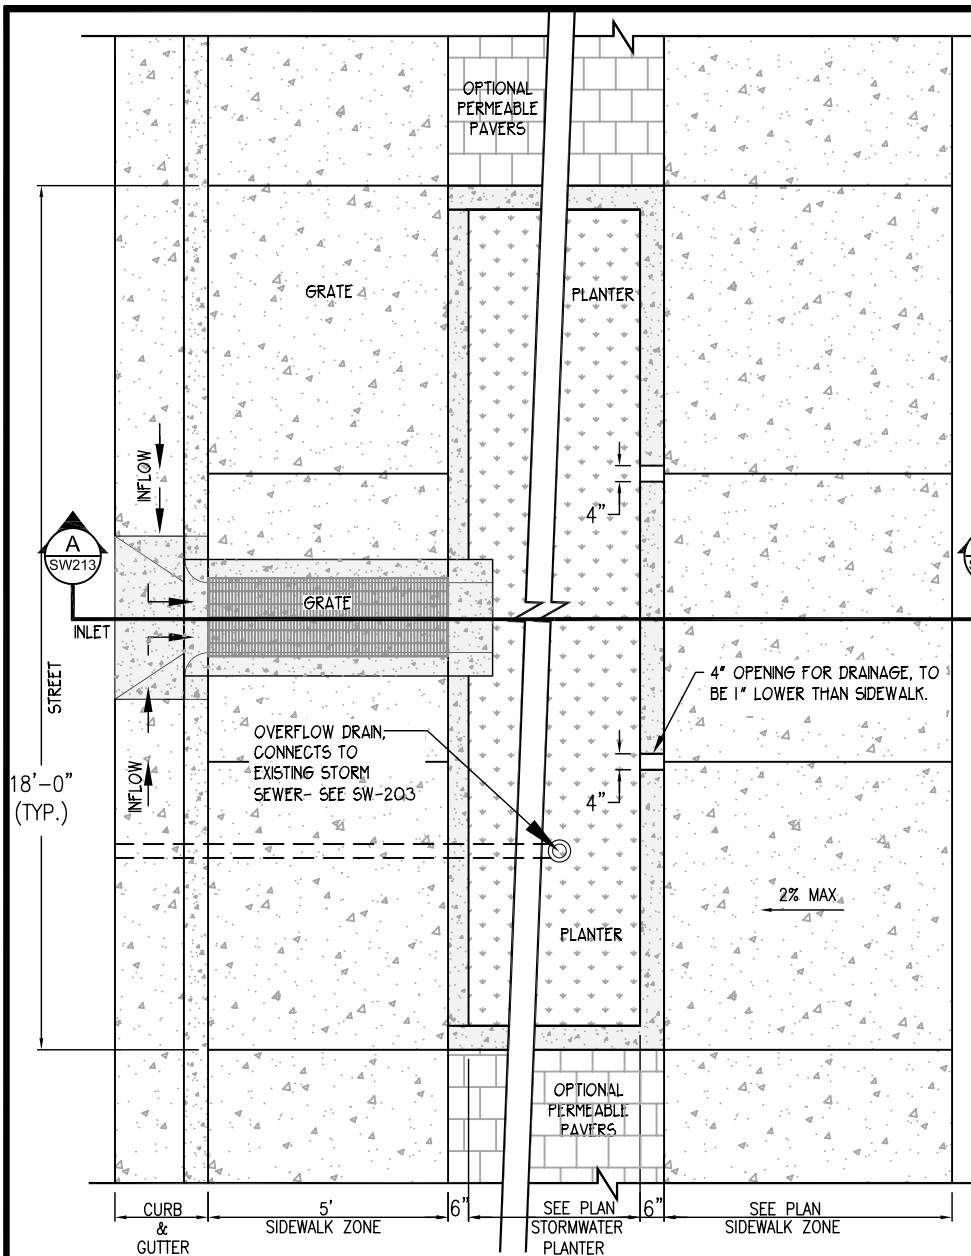 OPTIONAL
PERMEABLE
PAVERS
GRATE
PLANTER
INFLOW
4"
A
SW213
GRATE
INLET
STREET
4" OPENING FOR DRAINAGE, TO
BE 1" LOWER THAN SIDEWALK.
OVERFLOW DRAIN,
CONNECTS TO
EXISTING STORM
SEWER- SEE SW-203
18'-0"
(TYP.)
INFLOW
4"
2% MAX
PLANTER
OPTIONAL
PERMEABLE
PAVERS
CURB
&
GUTTER
5'
SIDEWALK ZONE
6"
SEE PLAN
STORMWATER
PLANTER
6"
SEE PLAN
SIDEWALK ZONE